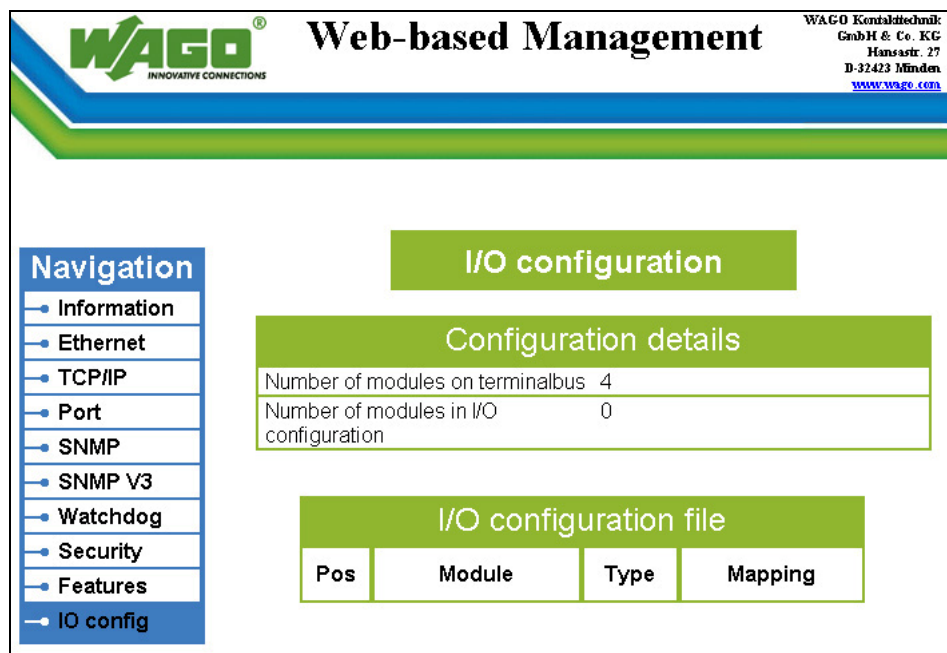 WAGO®
INNOVATIVE CONNECTIONS
Web-based Management
WAGO Kontakttechnik
GmbH & Co. KG
Hansastr. 27
D-32423 Minden
www.wago.com
Navigation
Information
Ethernet
TCP/IP
Port
SNMP
SNMP V3
Watchdog
Security
Features
IO config
I/O configuration
Configuration details
Number of modules on terminalbus 4
Number of modules in I/O 0
configuration
I/O configuration file
Pos Module Type Mapping